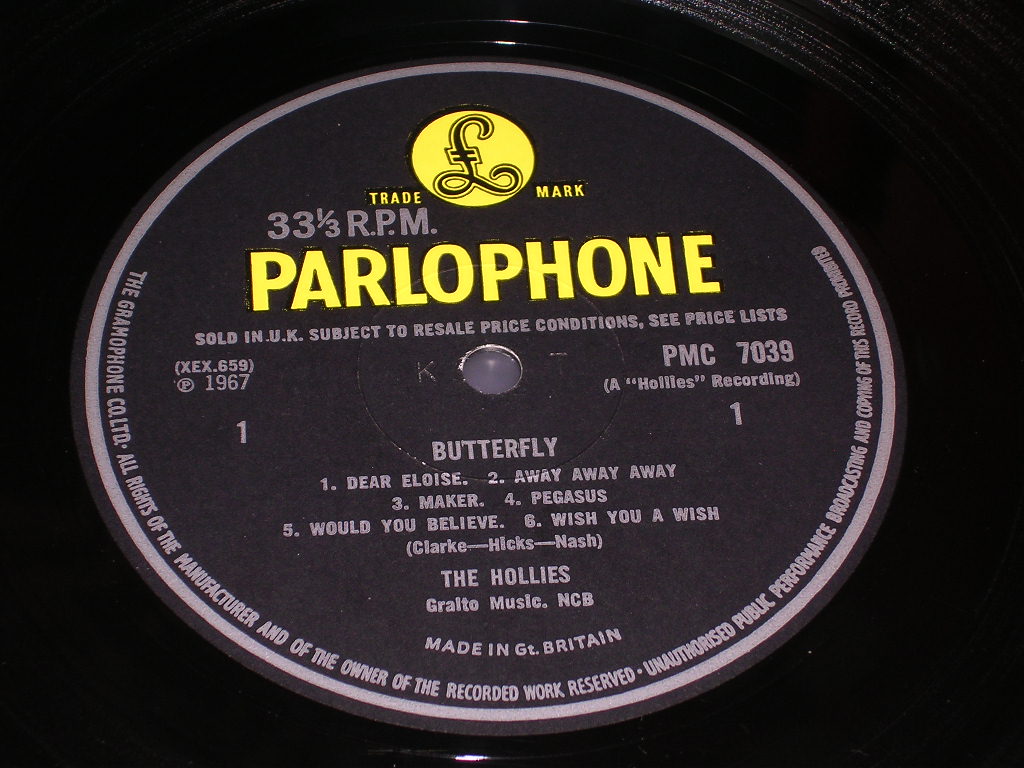 £
TRADE MARK
33⅓ R.P.M.
PARLOPHONE
SOLD IN U.K. SUBJECT TO RESALE PRICE CONDITIONS, SEE PRICE LISTS
(XEX.659)
℗ 1967
PMC 7039
(A "Hollies" Recording)
K T
1
1
BUTTERFLY
1. DEAR ELOISE. 2. AWAY AWAY AWAY
3. MAKER. 4. PEGASUS
5. WOULD YOU BELIEVE. 6. WISH YOU A WISH
(Clarke—Hicks—Nash)
THE HOLLIES
Gralto Music. NCB
MADE IN Gt. BRITAIN
THE GRAMOPHONE CO. LTD. • ALL RIGHTS OF THE MANUFACTURER AND OF THE OWNER OF THE RECORDED WORK RESERVED • UNAUTHORISED PUBLIC PERFORMANCE BROADCASTING AND COPYING OF THIS RECORD PROHIBITED